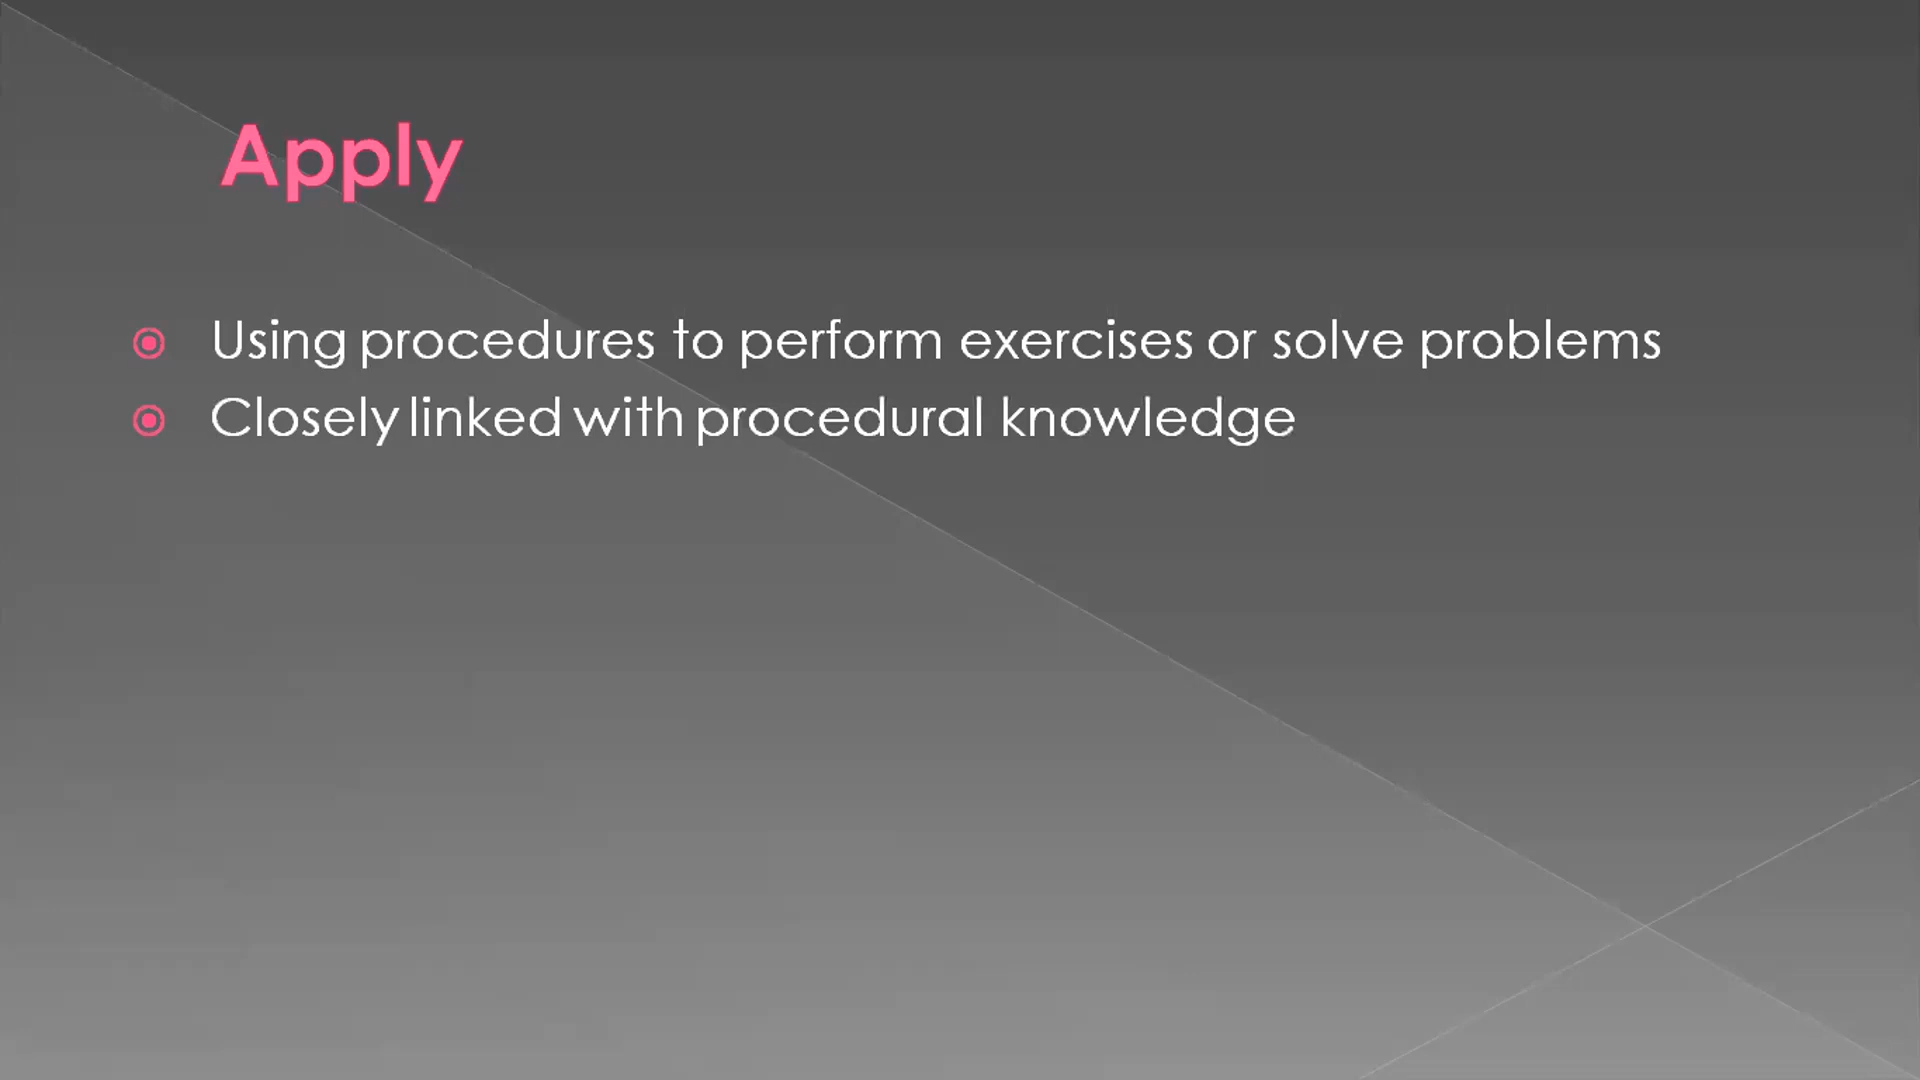 Apply
Using procedures to perform exercises or solve problems
Closely linked with procedural knowledge